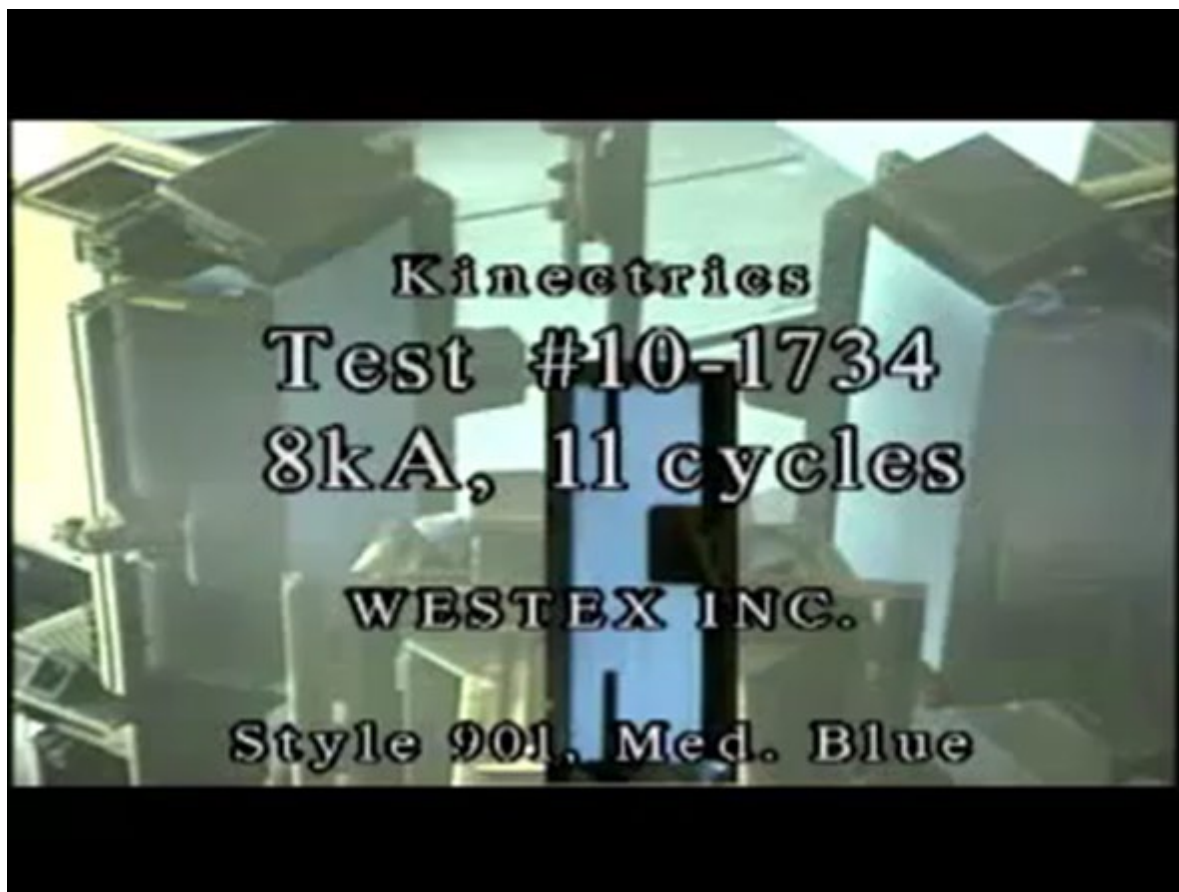 Kinectrics
Test #10-1734
8kA, 11 cycles
WESTEX INC.
Style 901, Med. Blue